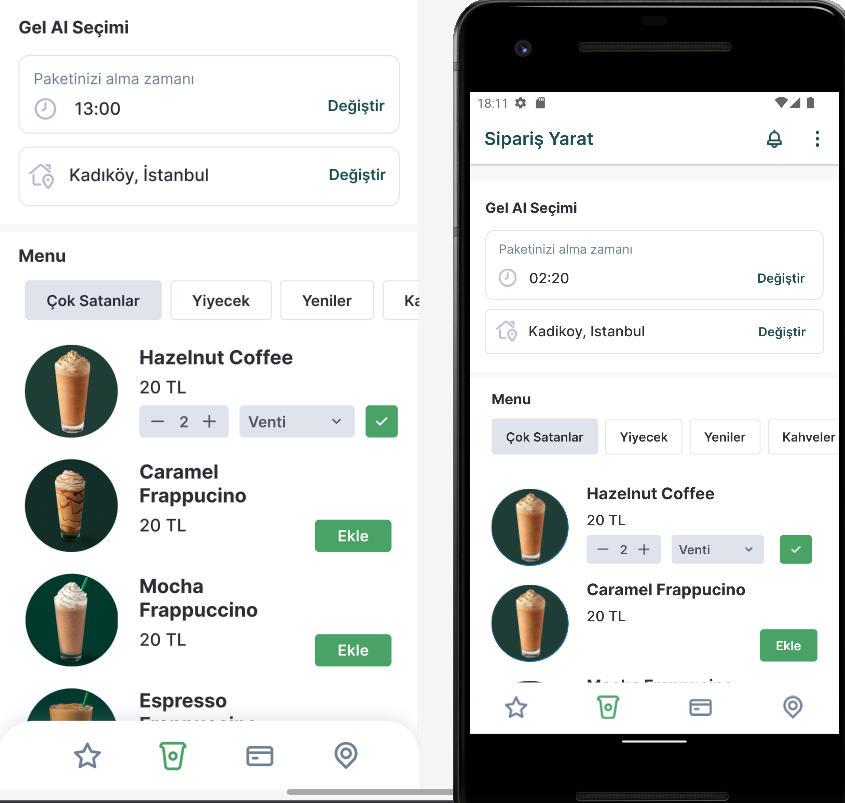 Gel Al Seçimi
Paketinizi alma zamanı
13:00
Değiştir
Kadıköy, İstanbul
Değiştir
Menu
Çok Satanlar
Yiyecek
Yeniler
Ka
Hazelnut Coffee
20 TL
2
Venti
Caramel
Frappucino
20 TL
Ekle
Mocha
Frappuccino
20 TL
Ekle
Espresso
Frappuccino
18:11
Sipariş Yarat
Gel Al Seçimi
Paketinizi alma zamanı
02:20
Değiştir
Kadikoy, Istanbul
Değiştir
Menu
Çok Satanlar
Yiyecek
Yeniler
Kahveler
Hazelnut Coffee
20 TL
2
Venti
Caramel Frappucino
20 TL
Ekle